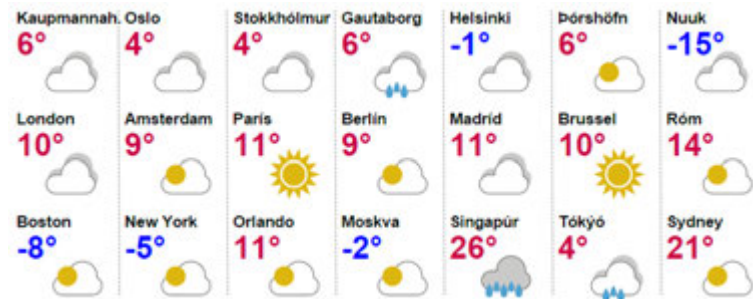 Kaupmannah. Oslo Stokkhólmur Gautaborg Helsinki Þórshöfn Nuuk
6° 4° 4° 6° -1° 6° -15°
London Amsterdam París Berlín Madríd Brussel Róm
10° 9° 11° 9° 11° 10° 14°
Boston New York Orlando Moskva Singapúr Tókýó Sydney
-8° -5° 11° -2° 26° 4° 21°